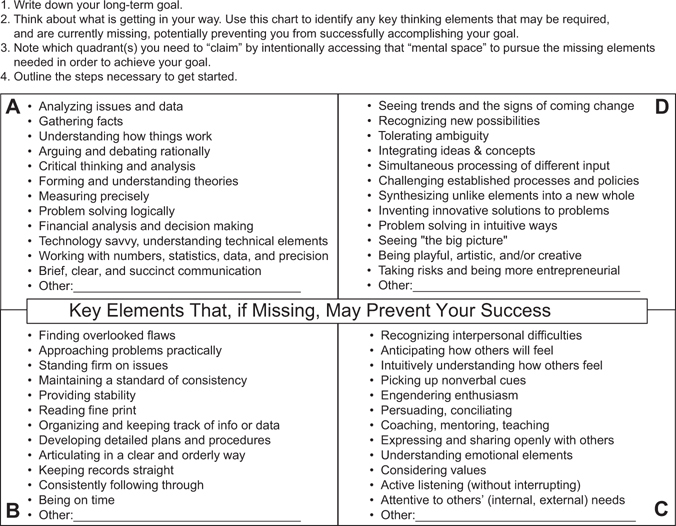 1. Write down your long-term goal.
2. Think about what is getting in your way. Use this chart to identify any key thinking elements that may be required,
and are currently missing, potentially preventing you from successfully accomplishing your goal.
3. Note which quadrant(s) you need to “claim” by intentionally accessing that “mental space” to pursue the missing elements
needed in order to achieve your goal.
4. Outline the steps necessary to get started.
A
• Analyzing issues and data
• Gathering facts
• Understanding how things work
• Arguing and debating rationally
• Critical thinking and analysis
• Forming and understanding theories
• Measuring precisely
• Problem solving logically
• Financial analysis and decision making
• Technology savvy, understanding technical elements
• Working with numbers, statistics, data, and precision
• Brief, clear, and succinct communication
• Other:
D
• Seeing trends and the signs of coming change
• Recognizing new possibilities
• Tolerating ambiguity
• Integrating ideas & concepts
• Simultaneous processing of different input
• Challenging established processes and policies
• Synthesizing unlike elements into a new whole
• Inventing innovative solutions to problems
• Problem solving in intuitive ways
• Seeing "the big picture"
• Being playful, artistic, and/or creative
• Taking risks and being more entrepreneurial
• Other:
Key Elements That, if Missing, May Prevent Your Success
• Finding overlooked flaws
• Approaching problems practically
• Standing firm on issues
• Maintaining a standard of consistency
• Providing stability
• Reading fine print
• Organizing and keeping track of info or data
• Developing detailed plans and procedures
• Articulating in a clear and orderly way
• Keeping records straight
• Consistently following through
• Being on time
• Other:
B
• Recognizing interpersonal difficulties
• Anticipating how others will feel
• Intuitively understanding how others feel
• Picking up nonverbal cues
• Engendering enthusiasm
• Persuading, conciliating
• Coaching, mentoring, teaching
• Expressing and sharing openly with others
• Understanding emotional elements
• Considering values
• Active listening (without interrupting)
• Attentive to others’ (internal, external) needs
• Other:
C